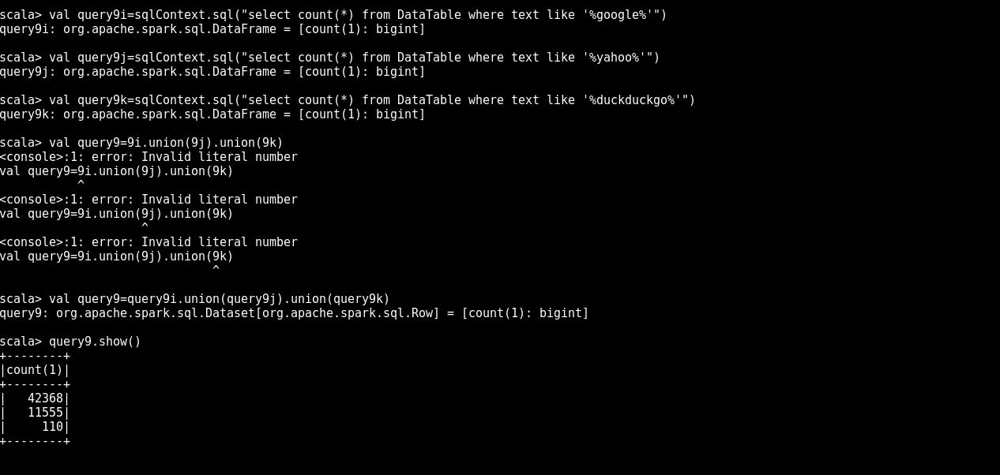 scala> val query9i=sqlContext.sql("select count(*) from DataTable where text like '%google%'")
query9i: org.apache.spark.sql.DataFrame = [count(1): bigint]
scala> val query9j=sqlContext.sql("select count(*) from DataTable where text like '%yahoo%'")
query9j: org.apache.spark.sql.DataFrame = [count(1): bigint]
scala> val query9k=sqlContext.sql("select count(*) from DataTable where text like '%duckduckgo%'")
query9k: org.apache.spark.sql.DataFrame = [count(1): bigint]
scala> val query9=9i.union(9j).union(9k)
<console>:1: error: Invalid literal number
val query9=9i.union(9j).union(9k)
           ^
<console>:1: error: Invalid literal number
val query9=9i.union(9j).union(9k)
                    ^
<console>:1: error: Invalid literal number
val query9=9i.union(9j).union(9k)
                              ^
scala> val query9=query9i.union(query9j).union(query9k)
query9: org.apache.spark.sql.Dataset[org.apache.spark.sql.Row] = [count(1): bigint]
scala> query9.show()
+--------+
|count(1)|
+--------+
|   42368|
|   11555|
|     110|
+--------+